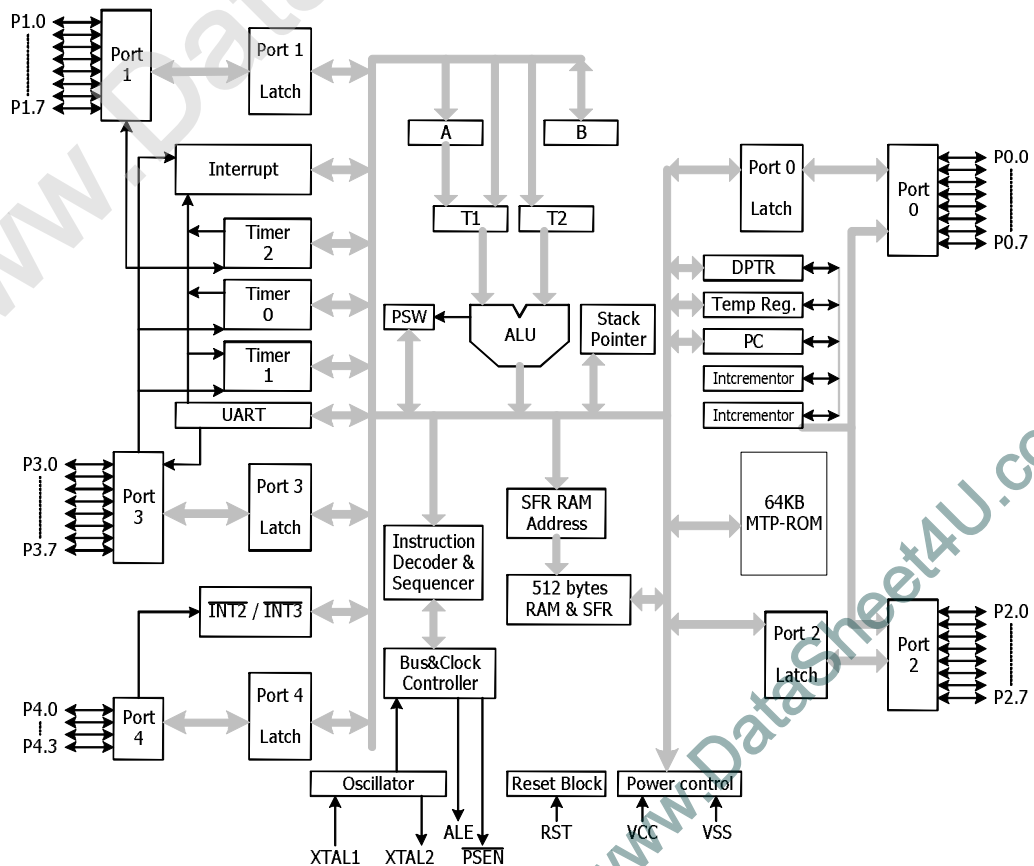 P1.0
P1.7
Port
1
Port 1
Latch
Interrupt
Timer
2
Timer
0
Timer
1
UART
A
B
T1
T2
PSW
ALU
Stack
Pointer
Port 0
Latch
Port
0
P0.0
P0.7
DPTR
Temp Reg.
PC
Intcrementor
Intcrementor
P3.0
P3.7
Port
3
Port 3
Latch
Instruction
Decoder &
Sequencer
SFR RAM
Address
512 bytes
RAM & SFR
64KB
MTP-ROM
INT2 / INT3
Bus&Clock
Controller
Port 2
Latch
Port
2
P2.0
P2.7
P4.0
P4.3
Port
4
Port 4
Latch
Oscillator
Reset Block
Power control
XTAL1
XTAL2
ALE
PSEN
RST
VCC
VSS
www.DataSheet4U.co
ww.Data